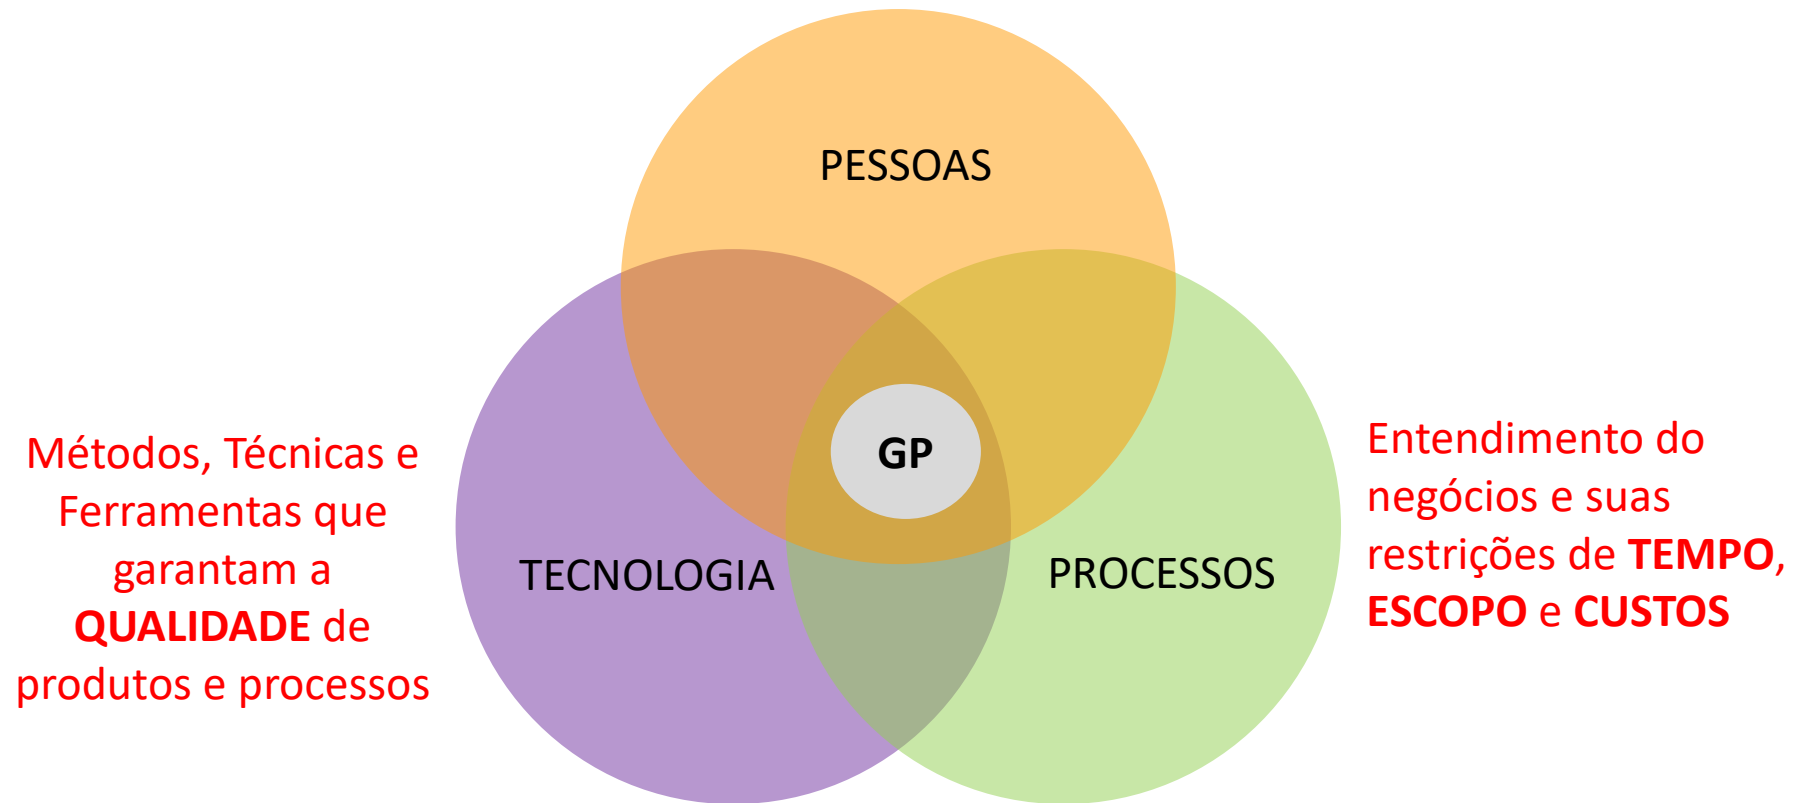 PESSOAS
Métodos, Técnicas e
Ferramentas que
garantam a
QUALIDADE de
produtos e processos
TECNOLOGIA
GP
PROCESSOS
Entendimento do
negócios e suas
restrições de TEMPO,
ESCOPO e CUSTOS